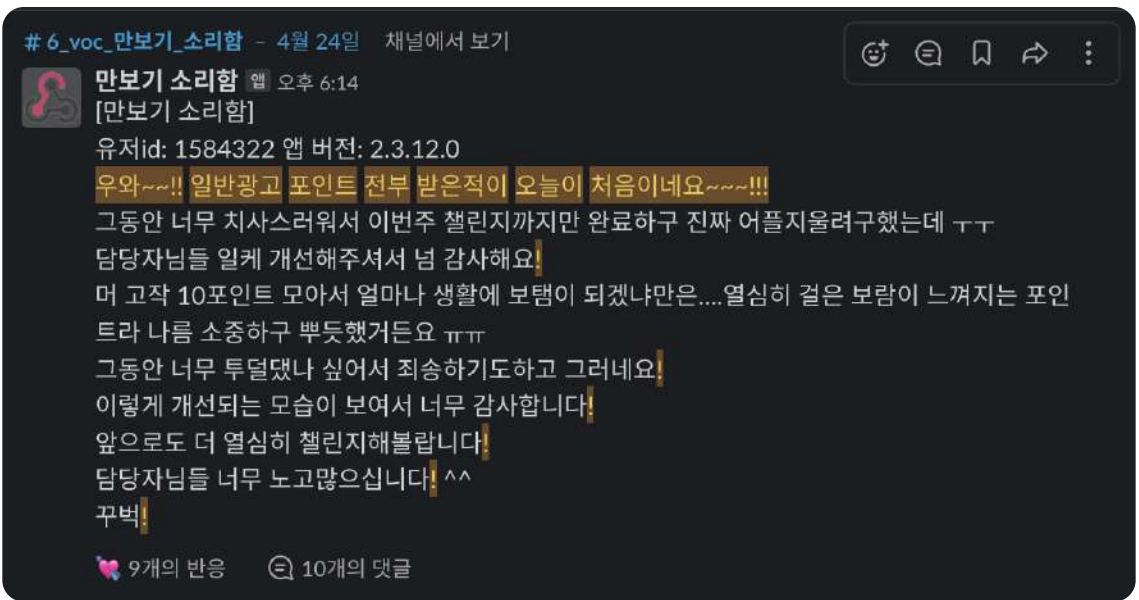 # 6_voc_만보기_소리함 - 4월 24일 채널에서 보기
만보기 소리함 앱 오후 6:14
[만보기 소리함]
유저id: 1584322 앱 버전: 2.3.12.0
우와~~!! 일반광고 포인트 전부 받은적이 오늘이 처음이네요~~~!!!
그동안 너무 치사스러워서 이번주 챌린지까지만 완료하구 진짜 어플지울려구했는데 ㅜㅜ
담당자님들 일케 개선해주셔서 넘 감사해요!
머 고작 10포인트 모아서 얼마나 생활에 보탬이 되겠냐만은....열심히 걸은 보람이 느껴지는 포인
트라 나름 소중하구 뿌듯했거든요 ㅠㅠ
그동안 너무 투덜댔나 싶어서 죄송하기도하고 그러네요!
이렇게 개선되는 모습이 보여서 너무 감사합니다!
앞으로도 더 열심히 챌린지해볼랍니다!
담당자님들 너무 노고많으십니다! ^^
꾸벅!
9개의 반응 10개의 댓글